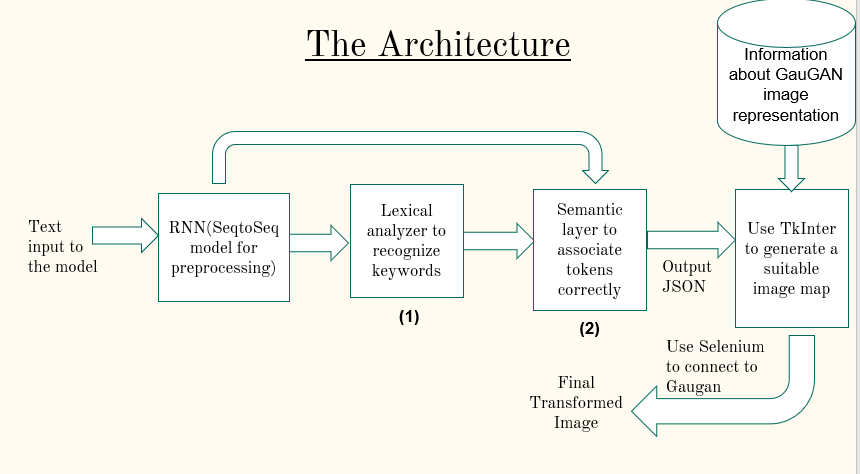 The Architecture
Information
about GauGAN
image
representation
Text
input to
the model
RNN(SeqtoSeq
model for
preprocessing)
Lexical
analyzer to
recognize
keywords
(1)
Semantic
layer to
associate
tokens
correctly
(2)
Output
JSON
Use TkInter
to generate a
suitable
image map
Use Selenium
to connect to
Gaugan
Final
Transformed
Image